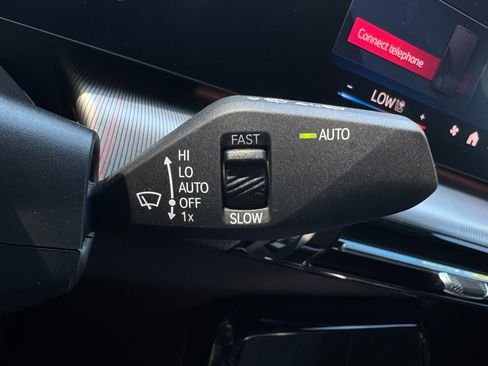 Connect telephone
- LOW +
FAST
AUTO
HI
LO
AUTO
OFF
1x
SLOW